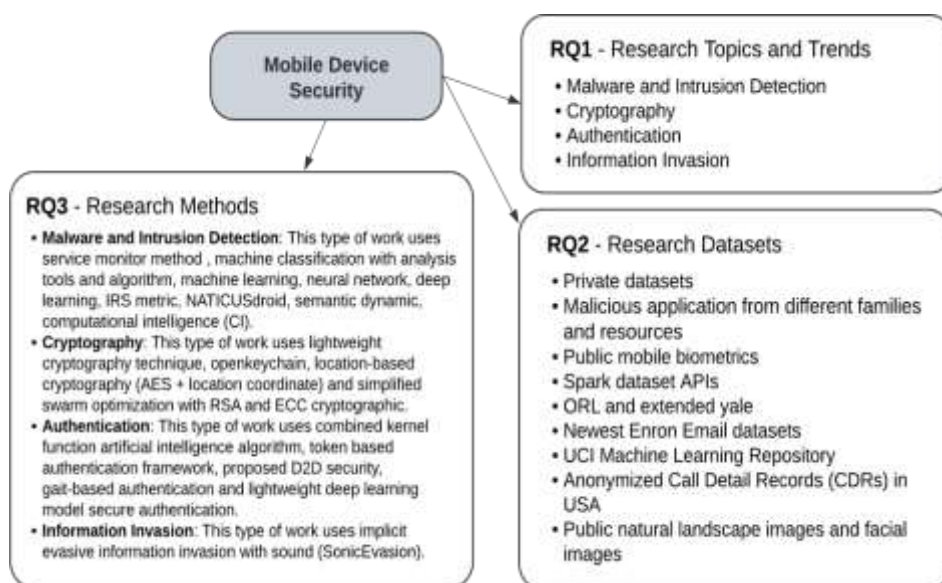 Mobile Device
Security
RQ1 - Research Topics and Trends
• Malware and Intrusion Detection
• Cryptography
• Authentication
• Information Invasion
RQ3 - Research Methods
• Malware and Intrusion Detection: This type of work uses
service monitor method , machine classification with analysis
tools and algorithm, machine learning, neural network, deep
learning, IRS metric, NATICUSdroid, semantic dynamic,
computational intelligence (CI).
• Cryptography: This type of work uses lightweight
cryptography technique, openkeychain, location-based
cryptography (AES + location coordinate) and simplified
swarm optimization with RSA and ECC cryptographic.
• Authentication: This type of work uses combined kernel
function artificial intelligence algorithm, token based
authentication framework, proposed D2D security,
gait-based authentication and lightweight deep learning
model secure authentication.
• Information Invasion: This type of work uses implicit
evasive information invasion with sound (SonicEvasion).
RQ2 - Research Datasets
• Private datasets
• Malicious application from different families
and resources
• Public mobile biometrics
• Spark dataset APIs
• ORL and extended yale
• Newest Enron Email datasets
• UCI Machine Learning Repository
• Anonymized Call Detail Records (CDRs) in
USA
• Public natural landscape images and facial
images